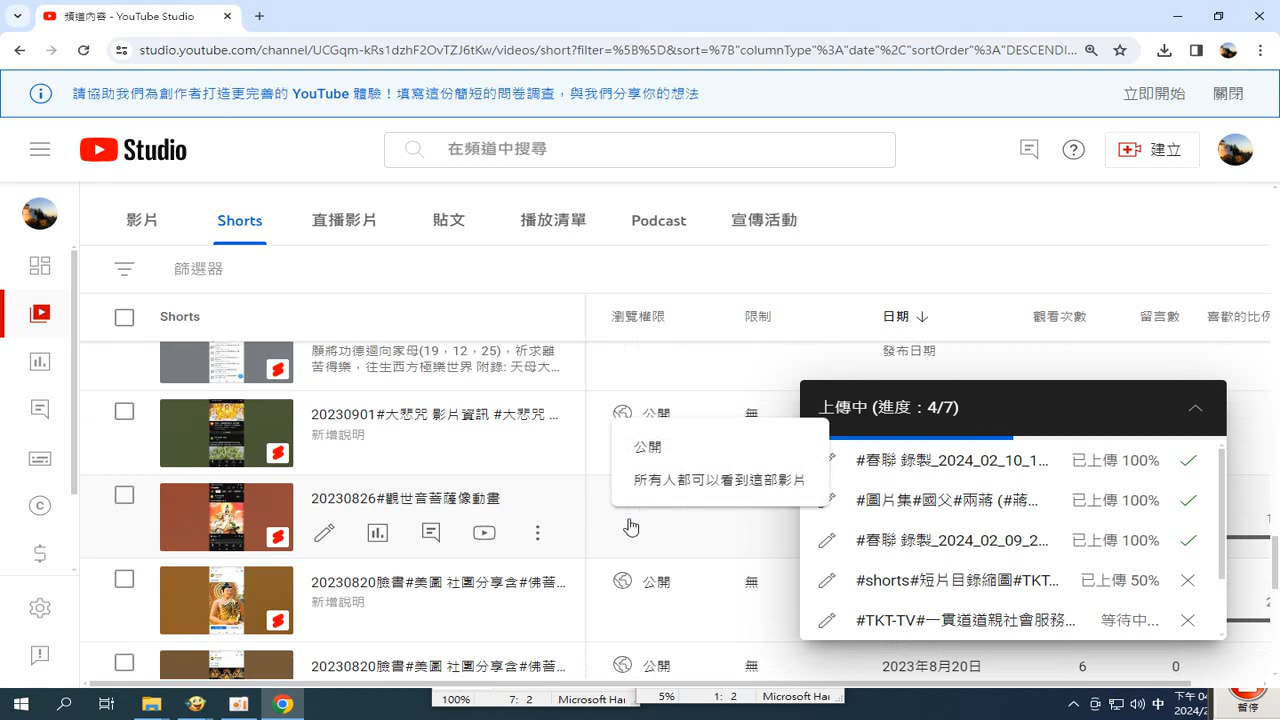 頻道內容 - YouTube Studio
studio.youtube.com/channel/UCGqm-kRs1dzhF2OvTZJ6tKw/videos/short?filter=%5B%5D&sort=%7B"columnType"%3A"date"%2C"sortOrder"%3A"DESCENDI...
請協助我們為創作者打造更完善的 YouTube 體驗！填寫這份簡短的問卷調查，與我們分享你的想法
立即開始
關閉
Studio
在頻道中搜尋
建立
影片
Shorts
直播影片
貼文
播放清單
Podcast
宣傳活動
篩選器
Shorts
瀏覽權限
限制
日期
觀看次數
留言數
喜歡的比例
願將功德迴向家母(19，12，25)，祈求離
苦得樂，往生西方極樂世界 附錄: 天母大...
發布日期
20230901#大悲咒 影片資訊 #大悲咒 ...
新增說明
公開
無
公開
所有人都可以看到這部影片
20230826#觀世音菩薩像動畫
20230820臉書#美圖 社團分享含#佛菩...
新增說明
公開
無
20230820臉書#美圖 社團分享含#佛菩...
公開
無
2023年8月20日
6
0
上傳中 (進度：4/7)
#春聯 錄製_2024_02_10_1...
已上傳 100%
#圖片集#國父#兩蔣 (#蔣...
已上傳 100%
#春聯 錄製_2024_02_09_2...
已上傳 100%
#shorts#短片目錄縮圖#TKT...
已上傳 50%
#TKT-TV#一貫道道親社會服務...
等待中...
100%
7: 2
Microsoft Han
5%
1: 2
Microsoft Han
中
下午 04
2024/2
暫停